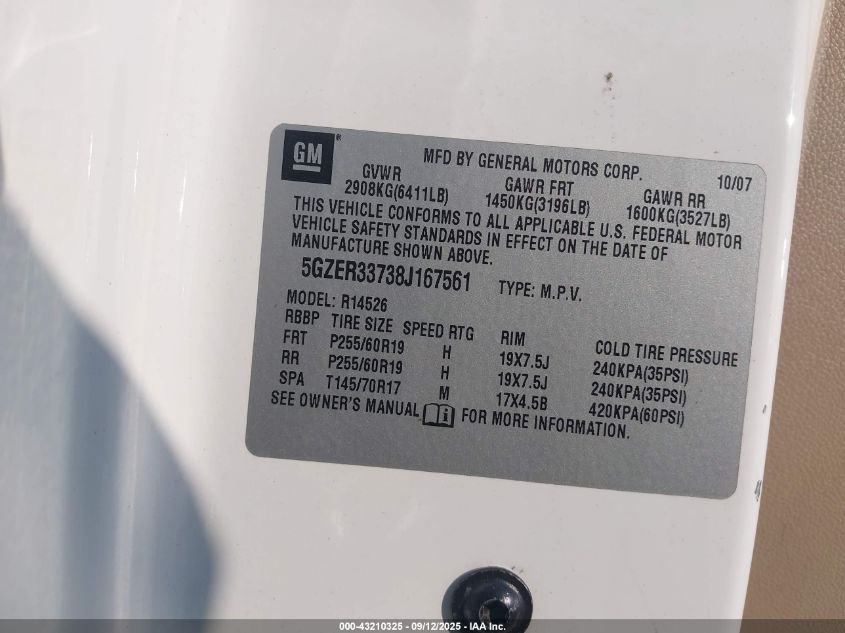 GM®
MFD BY GENERAL MOTORS CORP. 10/07
GVWR GAWR FRT GAWR RR
2908KG(6411LB) 1450KG(3196LB) 1600KG(3527LB)
THIS VEHICLE CONFORMS TO ALL APPLICABLE U.S. FEDERAL MOTOR
VEHICLE SAFETY STANDARDS IN EFFECT ON THE DATE OF
MANUFACTURE SHOWN ABOVE.
5GZER33738J167561 TYPE: M.P.V.
MODEL: R14526
RBBP TIRE SIZE SPEED RTG RIM COLD TIRE PRESSURE
FRT P255/60R19 H 19X7.5J 240KPA(35PSI)
RR P255/60R19 H 19X7.5J 240KPA(35PSI)
SPA T145/70R17 M 17X4.5B 420KPA(60PSI)
SEE OWNER'S MANUAL FOR MORE INFORMATION.
000-43210325 - 09/12/2025 - IAA Inc.